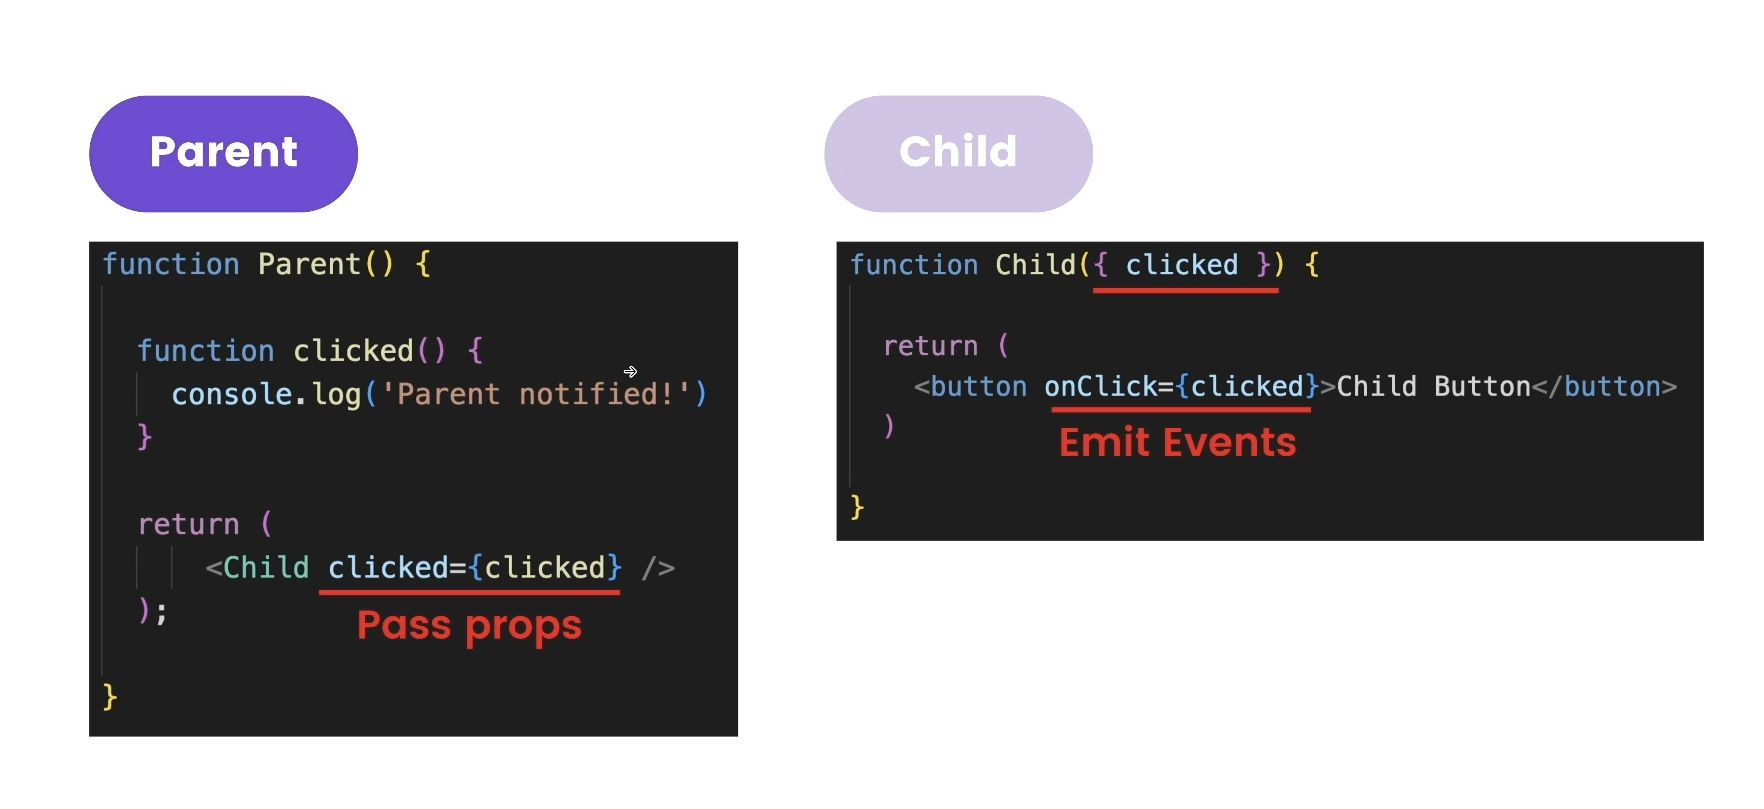 Parent
function Parent() {
function clicked() {
console.log('Parent notified!')
}
return (
<Child clicked={clicked} />
);
Pass props
}
Child
function Child({ clicked }) {
return (
<button onClick={clicked}>Child Button</button>
)
Emit Events
}